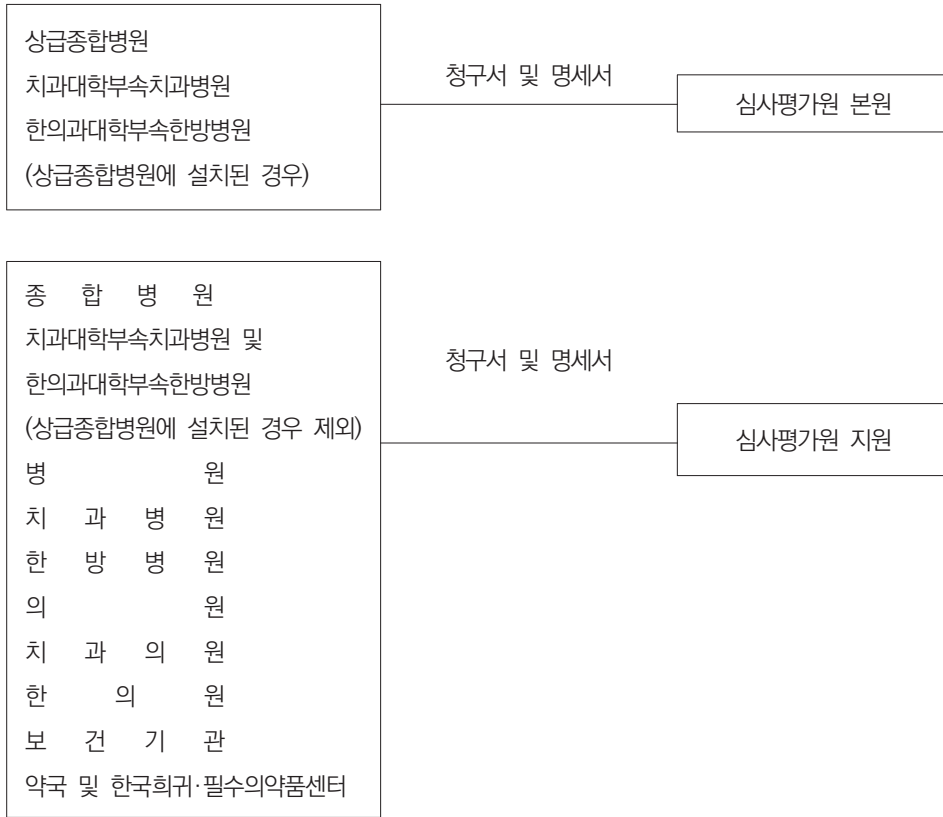 상급종합병원
치과대학부속치과병원
한의과대학부속한방병원
(상급종합병원에 설치된 경우)
청구서 및 명세서
심사평가원 본원
종 합 병 원
치과대학부속치과병원 및
한의과대학부속한방병원
(상급종합병원에 설치된 경우 제외)
병 원
치 과 병 원
한 방 병 원
의 원
치 과 의 원
한 의 원
보 건 기 관
약국 및 한국희귀·필수의약품센터
청구서 및 명세서
심사평가원 지원